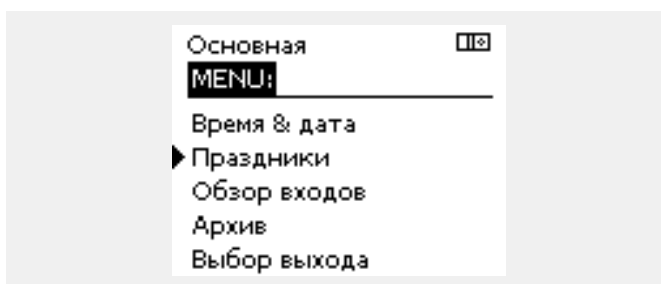 Основная
MENU:
Время & дата
Праздники
Обзор входов
Архив
Выбор выхода